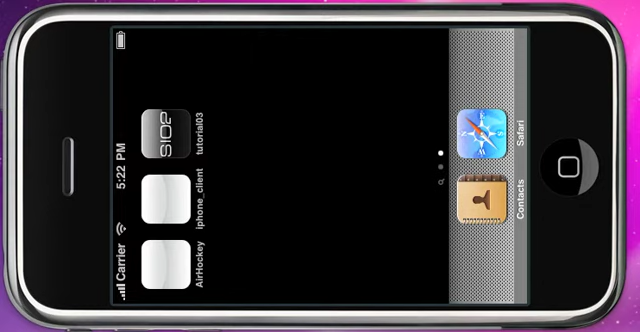 Carrier 5:22 PM
SIO2
AirHockey iphone_client tutorial03
Contacts Safari